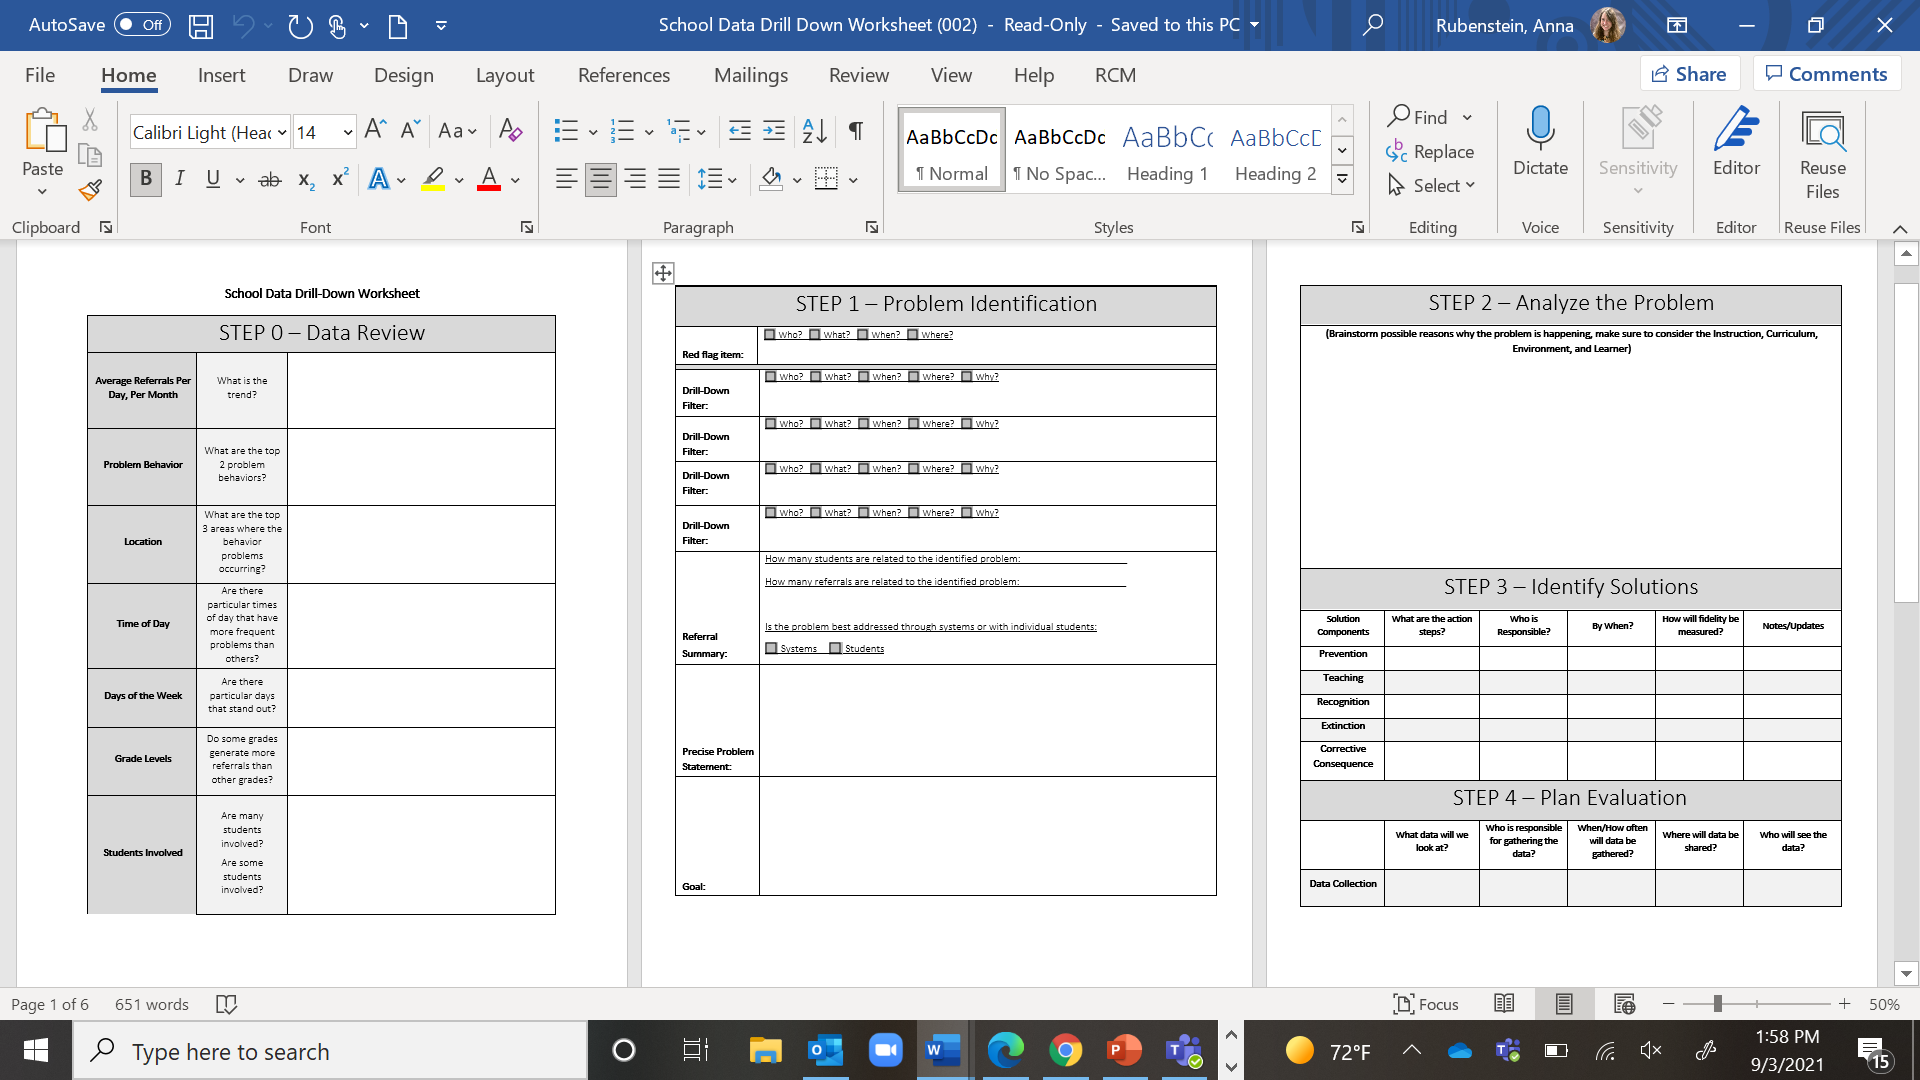 AutoSave Off
School Data Drill Down Worksheet (002) - Read-Only - Saved to this PC
Rubenstein, Anna
File Home Insert Draw Design Layout References Mailings Review View Help RCM
Share Comments
Paste
Clipboard
Calibri Light (Head 14
Aa
B I U ab x2 x2 A A
Font
Paragraph
AaBbCcDc AaBbCcDc AaBbCc AaBbCcD
¶ Normal ¶ No Spac... Heading 1 Heading 2
Styles
Find
Replace
Select
Editing
Dictate
Voice
Sensitivity
Sensitivity
Editor
Editor
Reuse
Files
Reuse Files
School Data Drill-Down Worksheet
STEP 0 – Data Review
Average Referrals Per
Day, Per Month
What is the
trend?
Problem Behavior
What are the top
2 problem
behaviors?
Location
What are the top
3 areas where the
behavior
problems
occurring?
Time of Day
Are there
particular times
of day that have
more frequent
problems than
others?
Days of the Week
Are there
particular days
that stand out?
Grade Levels
Do some grades
generate more
referrals than
other grades?
Students Involved
Are many
students
involved?
Are some
students
involved?
STEP 1 – Problem Identification
Red flag item:
Who? What? When? Where?
Drill-Down
Filter:
Who? What? When? Where? Why?
Drill-Down
Filter:
Who? What? When? Where? Why?
Drill-Down
Filter:
Who? What? When? Where? Why?
Drill-Down
Filter:
Who? What? When? Where? Why?
Referral
Summary:
How many students are related to the identified problem:
How many referrals are related to the identified problem:
Is the problem best addressed through systems or with individual students:
Systems Students
Precise Problem
Statement:
Goal:
STEP 2 – Analyze the Problem
(Brainstorm possible reasons why the problem is happening, make sure to consider the Instruction, Curriculum,
Environment, and Learner)
STEP 3 – Identify Solutions
Solution
Components
What are the action
steps?
Who is
Responsible?
By When?
How will fidelity be
measured?
Notes/Updates
Prevention
Teaching
Recognition
Extinction
Corrective
Consequence
STEP 4 – Plan Evaluation
What data will we
look at?
Who is responsible
for gathering the
data?
When/How often
will data be
gathered?
Where will data be
shared?
Who will see the
data?
Data Collection
Page 1 of 6 651 words
Focus
50%
Type here to search
72°F
1:58 PM
9/3/2021
15